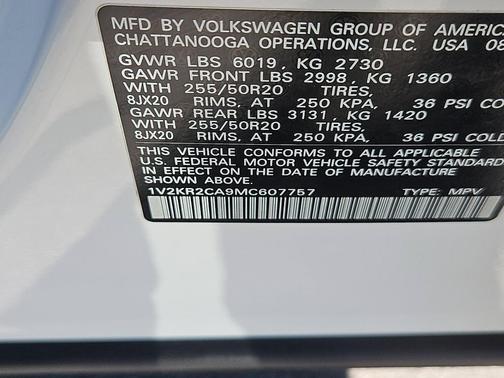 MFD BY VOLKSWAGEN GROUP OF AMERICA
CHATTANOOGA OPERATIONS, LLC. USA 08
GVWR LBS 6019, KG 2730
GAWR FRONT LBS 2998, KG 1360
WITH 255/50R20 TIRES,
8JX20 RIMS, AT 250 KPA, 36 PSI COLD
GAWR REAR LBS 3131, KG 1420
WITH 255/50R20 TIRES,
8JX20 RIMS, AT 250 KPA, 36 PSI COLD
THIS VEHICLE CONFORMS TO ALL APPLICABLE
U.S. FEDERAL MOTOR VEHICLE SAFETY STANDARD
IN EFFECT ON THE DATE OF MANUFACTURE
SHOWN ABOVE.
1V2KR2CA9MC607757 TYPE: MPV